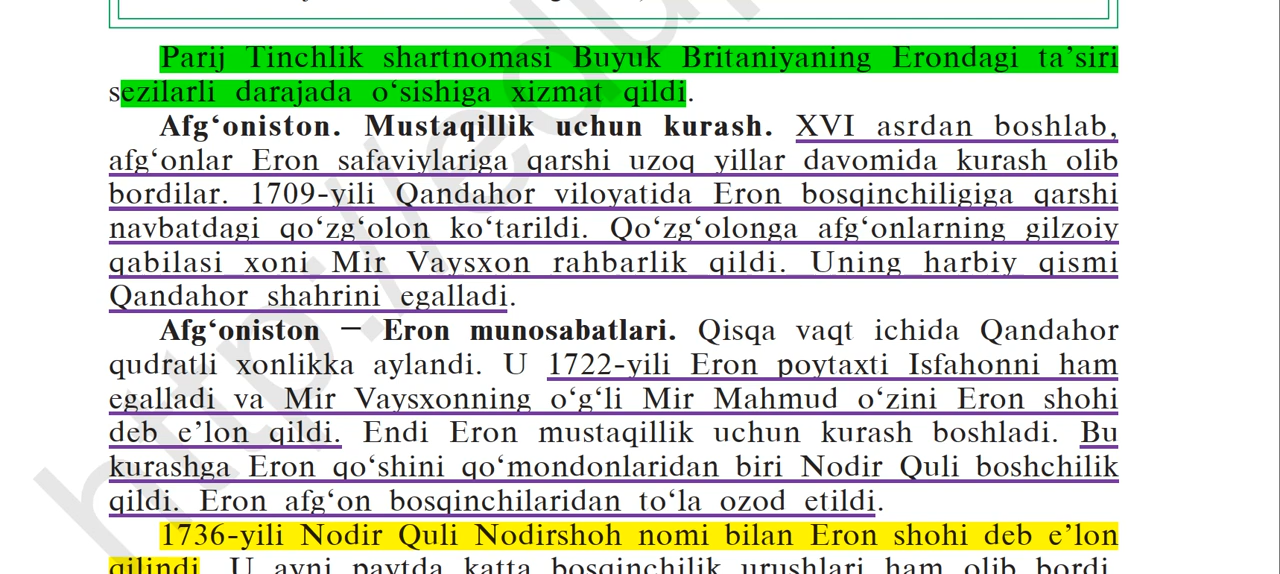 Parij Tinchlik shartnomasi Buyuk Britaniyaning Erondagi ta’siri
sezilarli darajada o‘sishiga xizmat qildi.
Afg‘oniston. Mustaqillik uchun kurash. XVI asrdan boshlab,
afg‘onlar Eron safaviylariga qarshi uzoq yillar davomida kurash olib
bordilar. 1709-yili Qandahor viloyatida Eron bosqinchiligiga qarshi
navbatdagi qo‘zg‘olon ko‘tarildi. Qo‘zg‘olonga afg‘onlarning gilzoiy
qabilasi xoni Mir Vaysxon rahbarlik qildi. Uning harbiy qismi
Qandahor shahrini egalladi.
Afg‘oniston — Eron munosabatlari. Qisqa vaqt ichida Qandahor
qudratli xonlikka aylandi. U 1722-yili Eron poytaxti Isfahonni ham
egalladi va Mir Vaysxonning o‘g‘li Mir Mahmud o‘zini Eron shohi
deb e’lon qildi. Endi Eron mustaqillik uchun kurash boshladi. Bu
kurashga Eron qo‘shini qo‘mondonlaridan biri Nodir Quli boshchilik
qildi. Eron afg‘on bosqinchilaridan to‘la ozod etildi.
1736-yili Nodir Quli Nodirshoh nomi bilan Eron shohi deb e’lon
qilindi. U ayni paytda katta bosqinchilik urushlari ham olib bordi.
http://edu